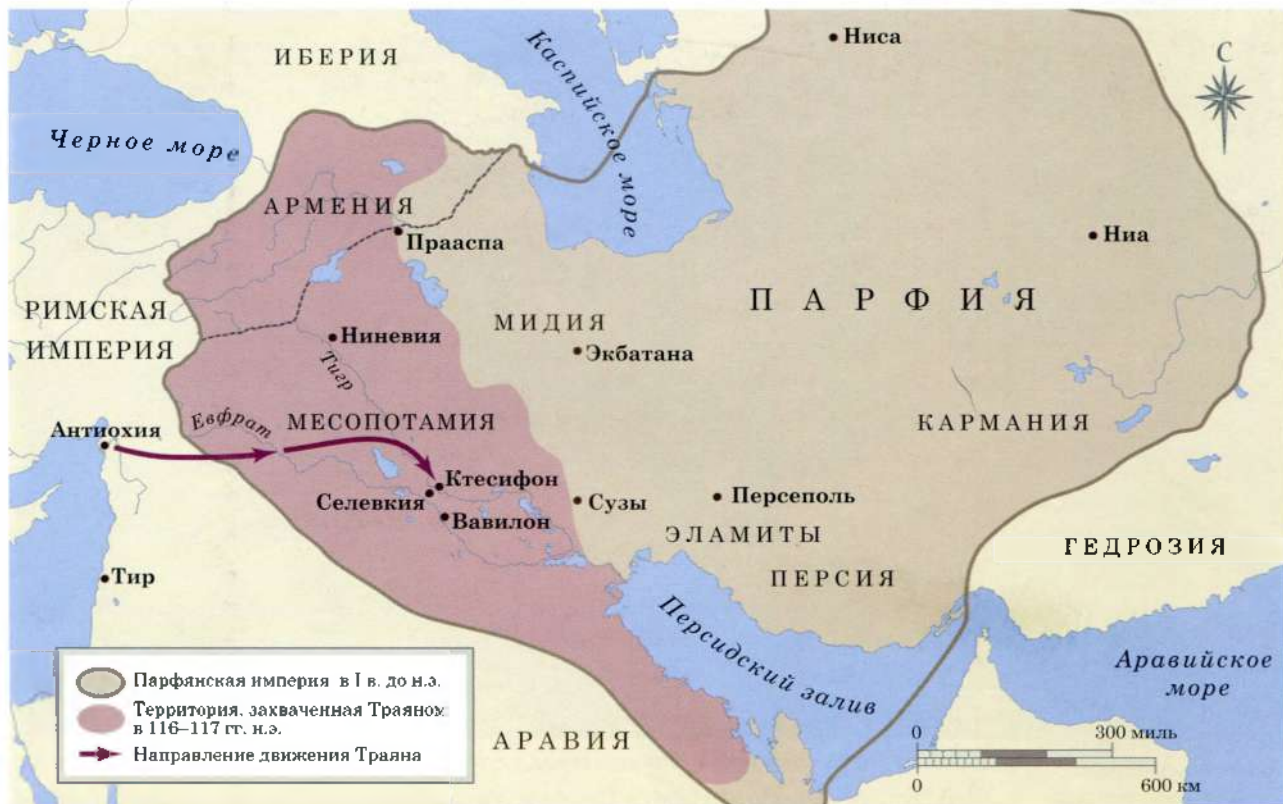 Ниса
ИБЕРИЯ
С
Каспийское море
Черное море
АРМЕНИЯ
Прааспа
Ниа
ПАРФИЯ
РИМСКАЯ
ИМПЕРИЯ
МИДИЯ
Ниневия
Экбатана
Тигр
Евфрат
МЕСОПОТАМИЯ
КАРМАНИЯ
Антиохия
Ктесифон
Селевкия
Вавилон
Сузы
Персеполь
ЭЛАМИТЫ
ГЕДРОЗИЯ
Тир
ПЕРСИЯ
Персидский залив
Аравийское
море
АРАВИЯ
Парфянская империя в I в. до н.э.
Территория, захваченная Траяном
в 116–117 гг. н.э.
Направление движения Траяна
0 300 миль
0 600 км